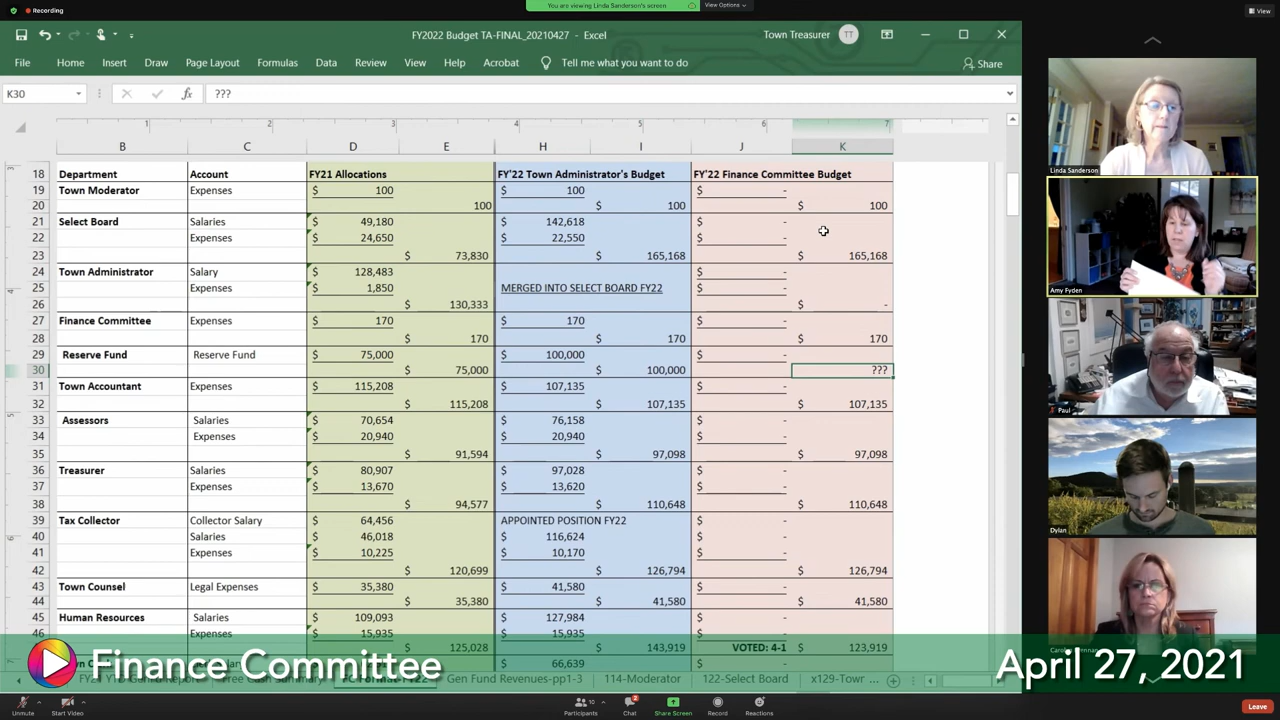 Recording
You are viewing Linda Sanderson's screen
View Options
View
FY2022 Budget TA-FINAL_20210427 - Excel
Town Treasurer
TT
File Home Insert Draw Page Layout Formulas Data Review View Help Acrobat Tell me what you want to do Share
K30 fx ???
1 2 3 4 5 6 7
B C D E H I J K
18 Department Account FY21 Allocations FY'22 Town Administrator's Budget FY'22 Finance Committee Budget
19 Town Moderator Expenses $ 100 $ 100 $ -
20 100 $ 100 $ 100
21 Select Board Salaries $ 49,180 $ 142,618 $ -
22 Expenses $ 24,650 $ 22,550 $ -
23 $ 73,830 $ 165,168 $ 165,168
24 Town Administrator Salary $ 128,483 $ -
25 Expenses $ 1,850 MERGED INTO SELECT BOARD FY22 $ -
26 $ 130,333 $ -
27 Finance Committee Expenses $ 170 $ 170 $ -
28 $ 170 $ 170 $ 170
29 Reserve Fund Reserve Fund $ 75,000 $ 100,000 $ -
30 $ 75,000 $ 100,000 ???
31 Town Accountant Expenses $ 115,208 $ 107,135 $ -
32 $ 115,208 $ 107,135 $ 107,135
33 Assessors Salaries $ 70,654 $ 76,158 $ -
34 Expenses $ 20,940 $ 20,940 $ -
35 $ 91,594 $ 97,098 $ 97,098
36 Treasurer Salaries $ 80,907 $ 97,028 $ -
37 Expenses $ 13,670 $ 13,620 $ -
38 $ 94,577 $ 110,648 $ 110,648
39 Tax Collector Collector Salary $ 64,456 APPOINTED POSITION FY22 $ -
40 Salaries $ 46,018 $ 116,624 $ -
41 Expenses $ 10,225 $ 10,170 $ -
42 $ 120,699 $ 126,794 $ 126,794
43 Town Counsel Legal Expenses $ 35,380 $ 41,580 $ -
44 $ 35,380 $ 41,580 $ 41,580
45 Human Resources Salaries $ 109,093 $ 127,984 $ -
46 Expenses $ 15,935 $ 15,935 $ -
$ 125,028 $ 143,919 VOTED: 4-1 $ 123,919
$ 66,639 $ -
Gen Fund Revenues-pp1-3 114-Moderator 122-Select Board x129-Towr ...
Linda Sanderson
Amy Fyden
Paul
Dylan
Finance Committee
April 27, 2021
Unmute Start Video Participants 10 Chat 2 Share Screen Record Reactions Leave